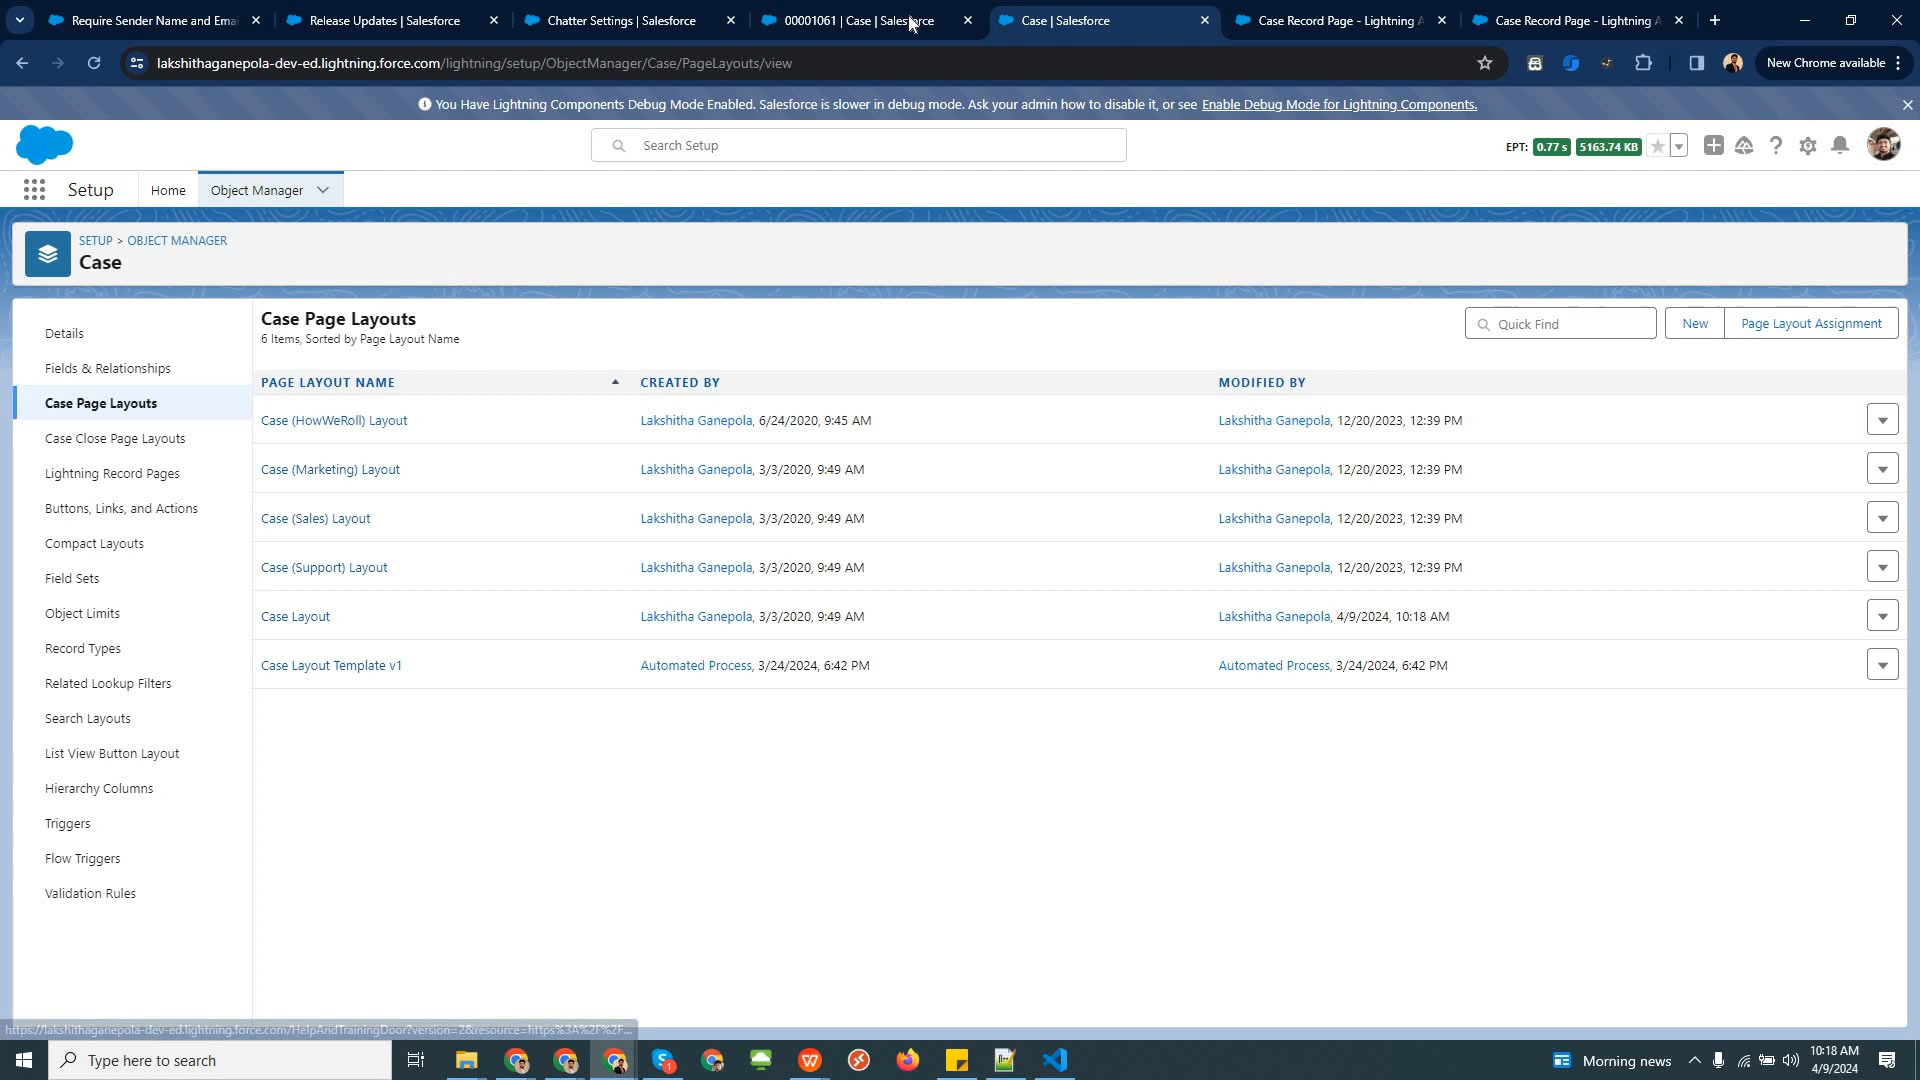 Require Sender Name and Emai
Release Updates | Salesforce
Chatter Settings | Salesforce
00001061 | Case | Salesforce
Case | Salesforce
Case Record Page - Lightning A
Case Record Page - Lightning A
lakshithaganepola-dev-ed.lightning.force.com/lightning/setup/ObjectManager/Case/PageLayouts/view
New Chrome available
You Have Lightning Components Debug Mode Enabled. Salesforce is slower in debug mode. Ask your admin how to disable it, or see Enable Debug Mode for Lightning Components.
Search Setup
EPT: 0.77 s 5163.74 KB
Setup
Home
Object Manager
SETUP > OBJECT MANAGER
Case
Details
Fields & Relationships
Case Page Layouts
Case Close Page Layouts
Lightning Record Pages
Buttons, Links, and Actions
Compact Layouts
Field Sets
Object Limits
Record Types
Related Lookup Filters
Search Layouts
List View Button Layout
Hierarchy Columns
Triggers
Flow Triggers
Validation Rules
Case Page Layouts
6 Items, Sorted by Page Layout Name
Quick Find
New
Page Layout Assignment
PAGE LAYOUT NAME CREATED BY MODIFIED BY
Case (HowWeRoll) Layout Lakshitha Ganepola, 6/24/2020, 9:45 AM Lakshitha Ganepola, 12/20/2023, 12:39 PM
Case (Marketing) Layout Lakshitha Ganepola, 3/3/2020, 9:49 AM Lakshitha Ganepola, 12/20/2023, 12:39 PM
Case (Sales) Layout Lakshitha Ganepola, 3/3/2020, 9:49 AM Lakshitha Ganepola, 12/20/2023, 12:39 PM
Case (Support) Layout Lakshitha Ganepola, 3/3/2020, 9:49 AM Lakshitha Ganepola, 12/20/2023, 12:39 PM
Case Layout Lakshitha Ganepola, 3/3/2020, 9:49 AM Lakshitha Ganepola, 4/9/2024, 10:18 AM
Case Layout Template v1 Automated Process, 3/24/2024, 6:42 PM Automated Process, 3/24/2024, 6:42 PM
https://lakshithaganepola-dev-ed.lightning.force.com/HelpAndTrainingDoor?version=2&resource=https%3A%2F%2F...
Type here to search
1
Morning news
10:18 AM
4/9/2024